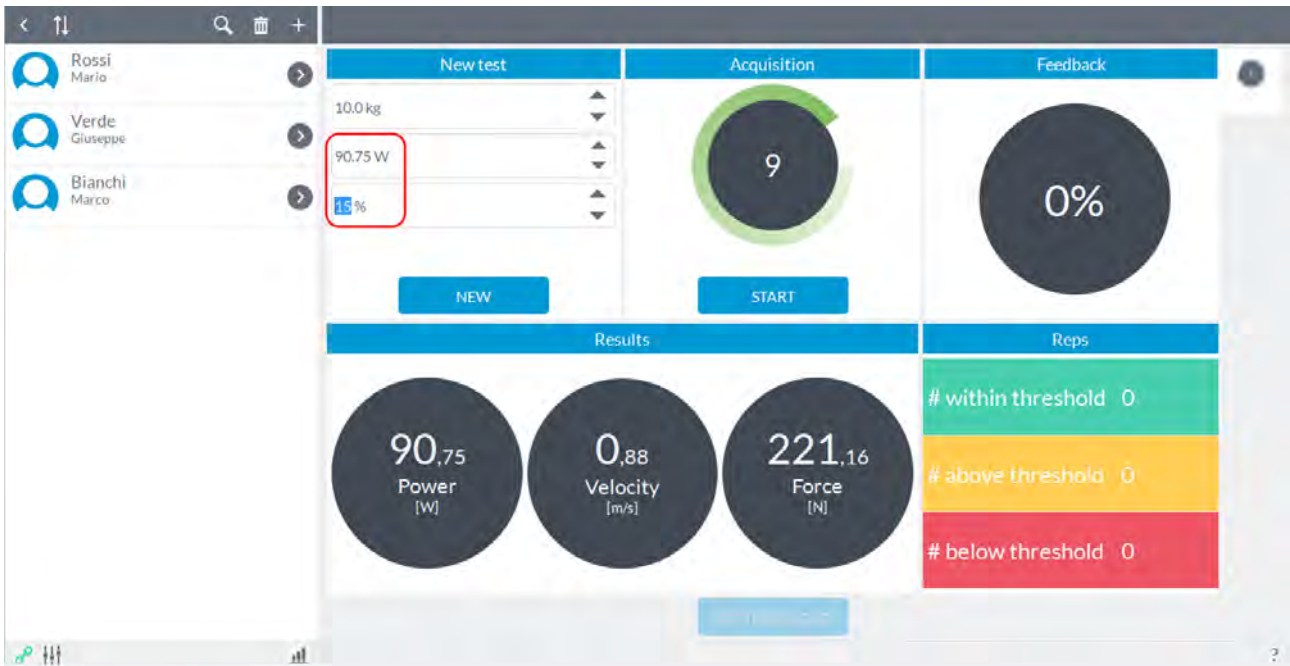 Rossi
Mario
Verde
Giuseppe
Bianchi
Marco
New test
10.0 kg
90.75 W
15 %
NEW
Acquisition
9
START
Feedback
0%
Results
90,75
Power
[W]
0,88
Velocity
[m/s]
221,16
Force
[N]
Reps
# within threshold 0
# above threshold 0
# below threshold 0
?